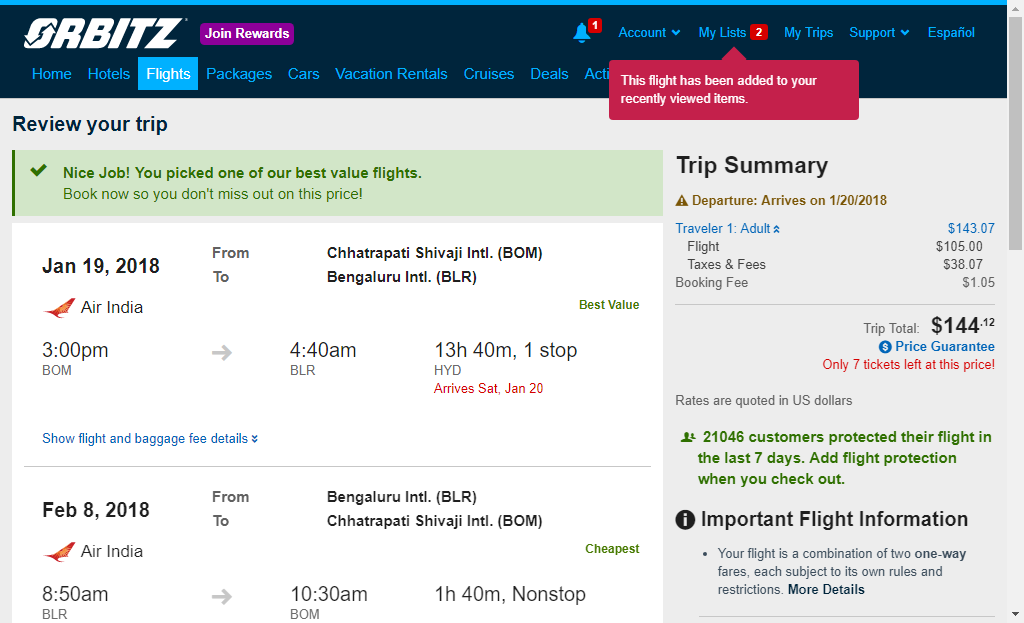 ORBITZ Join Rewards 1 Account My Lists 2 My Trips Support Español
Home Hotels Flights Packages Cars Vacation Rentals Cruises Deals Acti
This flight has been added to your
recently viewed items.
Review your trip
Nice Job! You picked one of our best value flights.
Book now so you don't miss out on this price!
Jan 19, 2018
From Chhatrapati Shivaji Intl. (BOM)
To Bengaluru Intl. (BLR)
Air India
Best Value
3:00pm 4:40am 13h 40m, 1 stop
BOM BLR HYD
Arrives Sat, Jan 20
Show flight and baggage fee details
Feb 8, 2018
From Bengaluru Intl. (BLR)
To Chhatrapati Shivaji Intl. (BOM)
Air India
Cheapest
8:50am 10:30am 1h 40m, Nonstop
BLR BOM
Trip Summary
Departure: Arrives on 1/20/2018
Traveler 1: Adult $143.07
Flight $105.00
Taxes & Fees $38.07
Booking Fee $1.05
Trip Total: $144.12
Price Guarantee
Only 7 tickets left at this price!
Rates are quoted in US dollars
21046 customers protected their flight in
the last 7 days. Add flight protection
when you check out.
Important Flight Information
• Your flight is a combination of two one-way
fares, each subject to its own rules and
restrictions. More Details